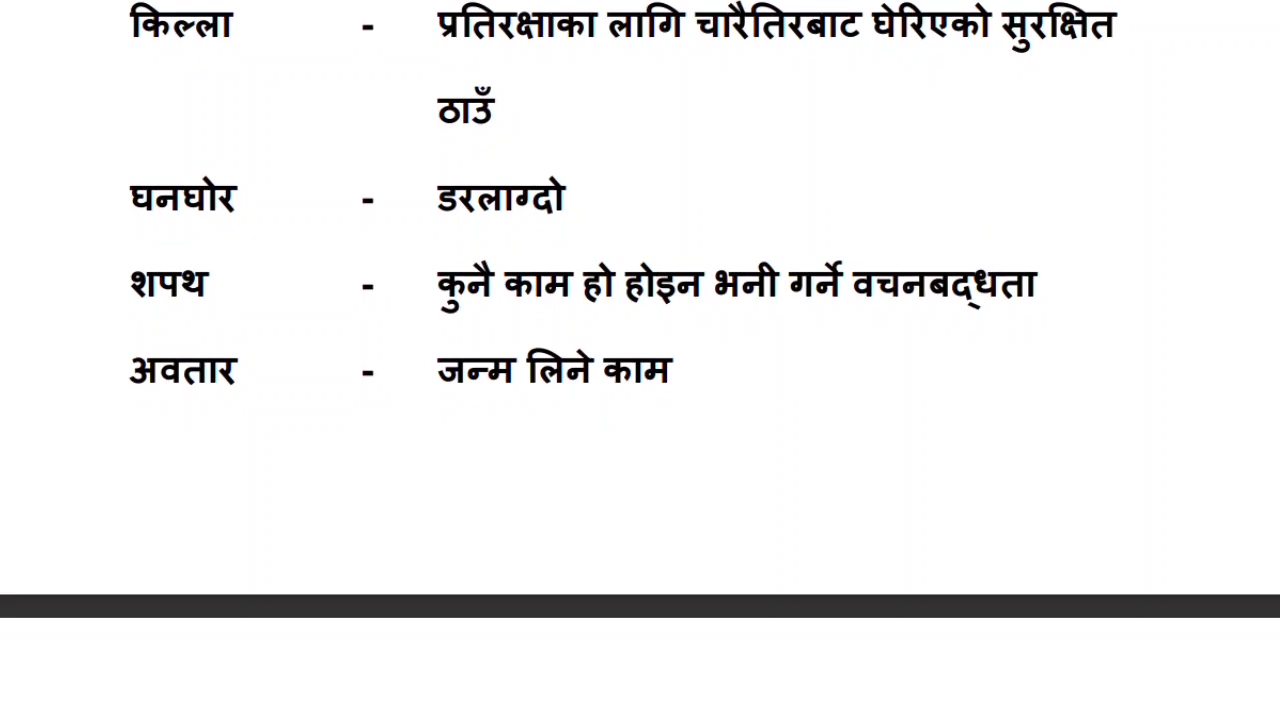 किल्ला - प्रतिरक्षाका लागि चारैतिरबाट घेरिएको सुरक्षित
ठाउँ
घनघोर - डरलाग्दो
शपथ - कुनै काम हो होइन भनी गर्ने वचनबद्धता
अवतार - जन्म लिने काम